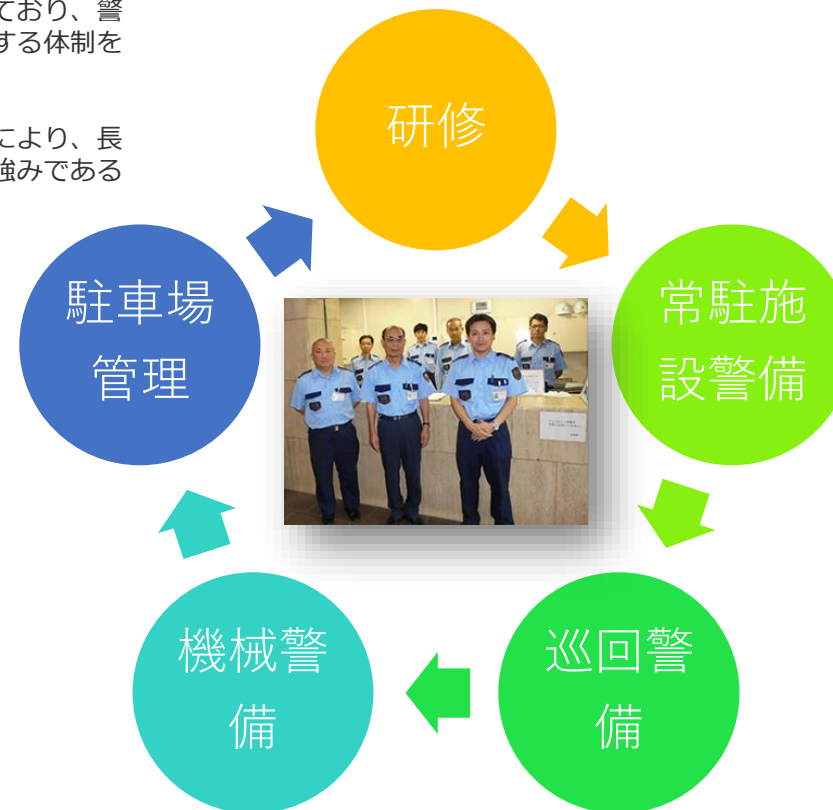 ており、警
する体制を
により、長
強みである
研修
駐車場
管理
常駐施
設警備
機械警
備
巡回警
備